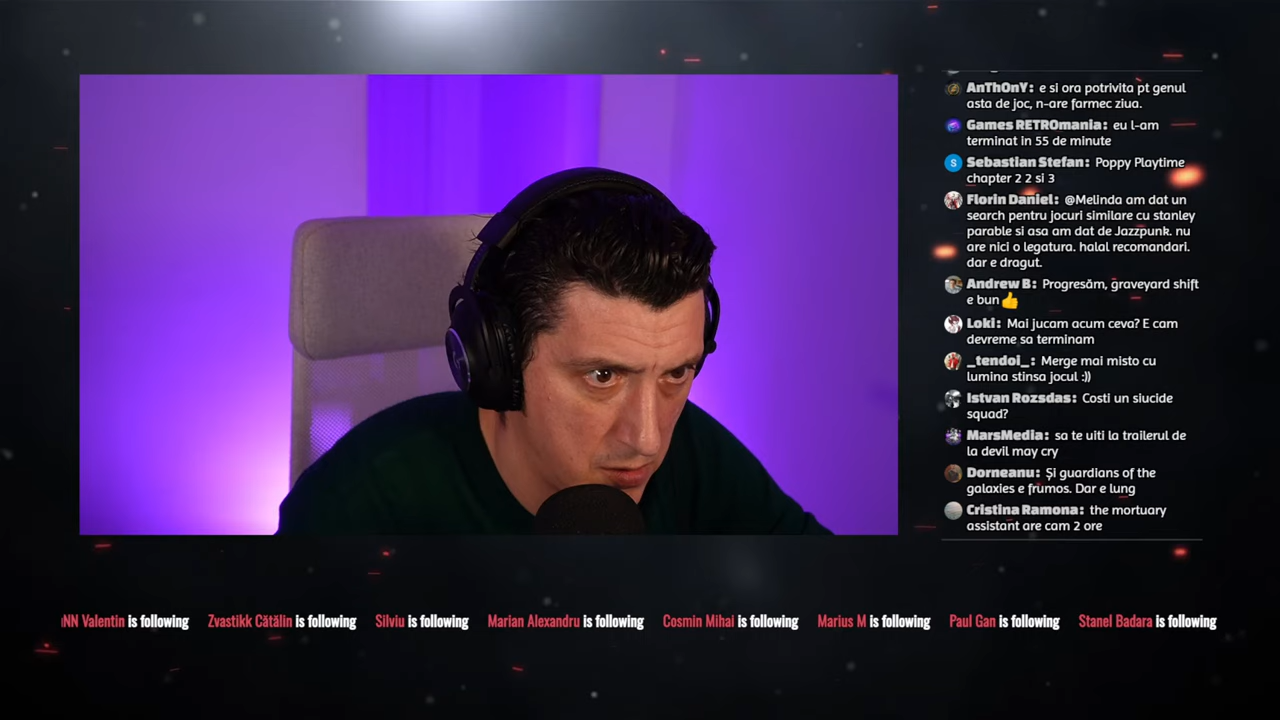 AnThOnY: e si ora potrivita pt genul
asta de joc, n-are farmec ziua.
Games RETROmania: eu l-am
terminat in 55 de minute
S Sebastian Stefan: Poppy Playtime
chapter 2 2 si 3
Florin Daniel: @Melinda am dat un
search pentru jocuri similare cu stanley
parable si asa am dat de Jazzpunk. nu
are nici o legatura. halal recomandari.
dar e dragut.
Andrew B: Progresăm, graveyard shift
e bun👍
Loki: Mai jucam acum ceva? E cam
devreme sa terminam
_tendoi_: Merge mai misto cu
lumina stinsa jocul :))
Istvan Rozsdas: Costi un siucide
squad?
MarsMedia: sa te uiti la trailerul de
la devil may cry
Dorneanu: Și guardians of the
galaxies e frumos. Dar e lung
Cristina Ramona: the mortuary
assistant are cam 2 ore
NN Valentin is following Zvastikk Cătălin is following Silviu is following Marian Alexandru is following Cosmin Mihai is following Marius M is following Paul Gan is following Stanel Badara is following